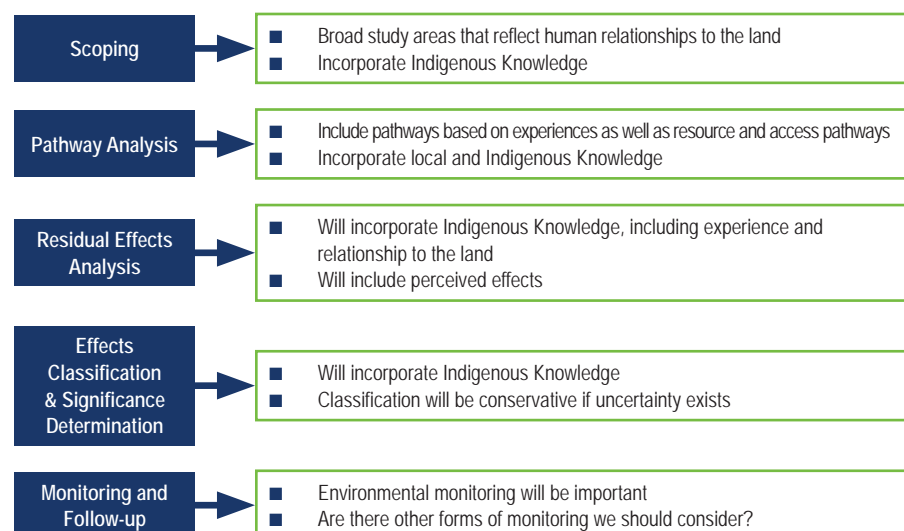 Scoping
■ Broad study areas that reflect human relationships to the land
■ Incorporate Indigenous Knowledge
Pathway Analysis
■ Include pathways based on experiences as well as resource and access pathways
■ Incorporate local and Indigenous Knowledge
Residual Effects
Analysis
■ Will incorporate Indigenous Knowledge, including experience and
relationship to the land
■ Will include perceived effects
Effects
Classification
& Significance
Determination
■ Will incorporate Indigenous Knowledge
■ Classification will be conservative if uncertainty exists
Monitoring and
Follow-up
■ Environmental monitoring will be important
■ Are there other forms of monitoring we should consider?